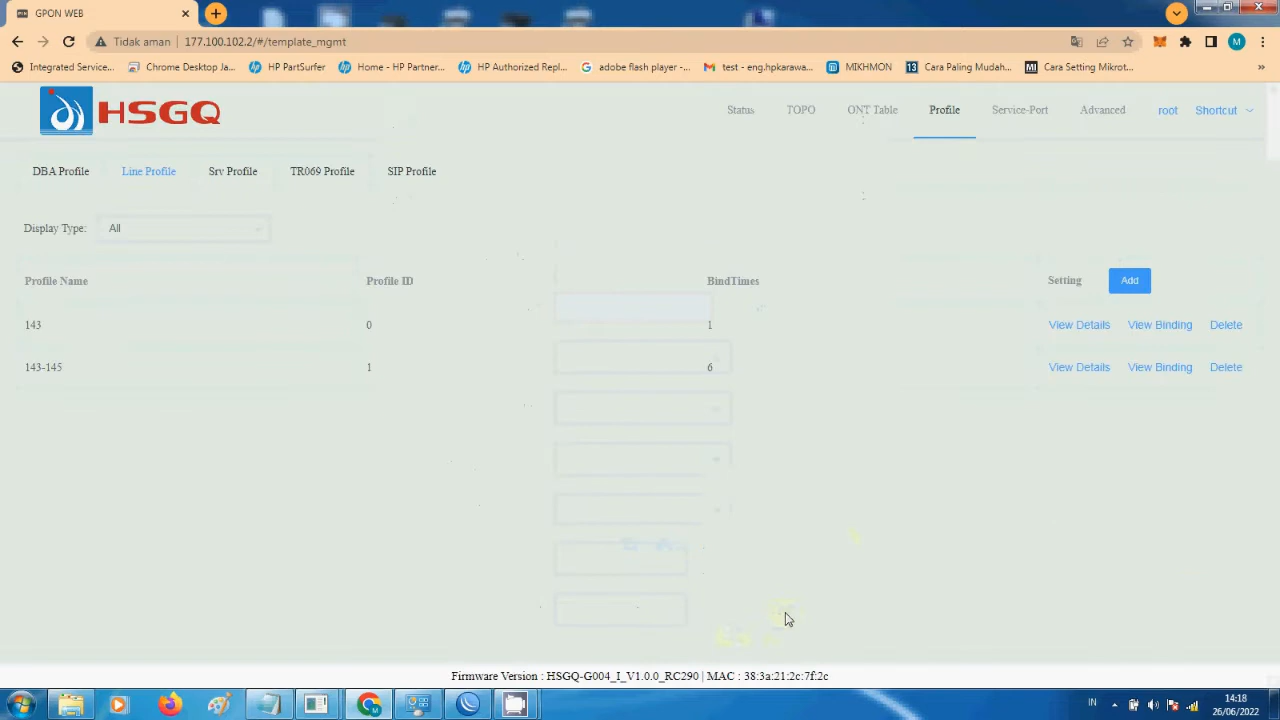 GPON WEB
Tidak aman | 177.100.102.2/#/template_mgmt
M
Integrated Service...
Chrome Desktop Ja...
HP PartSurfer
Home - HP Partner...
HP Authorized Repl...
adobe flash player -...
test - eng.hpkarawa...
MIKHMON
13 Cara Paling Mudah...
Cara Setting Mikrot...
»
HSGQ
Status
TOPO
ONT Table
Profile
Service-Port
Advanced
root
Shortcut
DBA Profile
Line Profile
Srv Profile
TR069 Profile
SIP Profile
Display Type: All
Profile Name Profile ID BindTimes Setting Add
143 0 1 View Details View Binding Delete
143-145 1 6 View Details View Binding Delete
Firmware Version : HSGQ-G004_I_V1.0.0_RC290 | MAC : 38:3a:21:2c:7f:2c
IN
14:18
26/06/2022